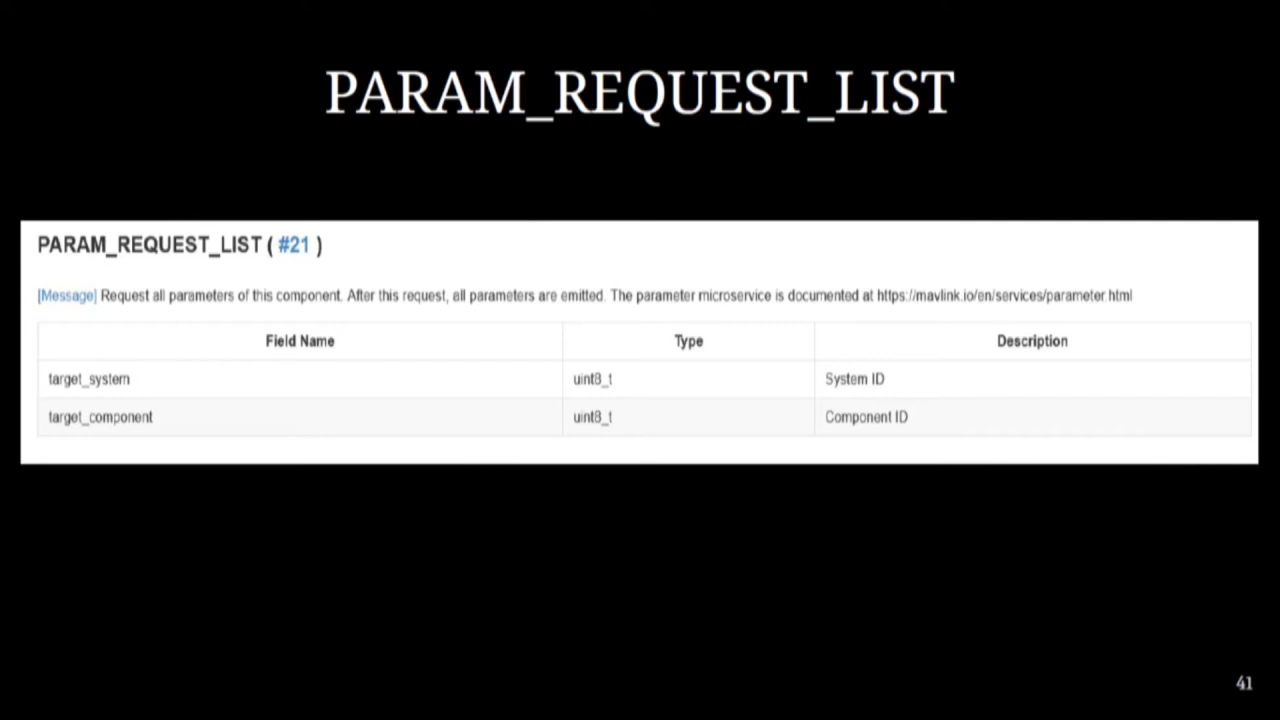 PARAM_REQUEST_LIST
PARAM_REQUEST_LIST ( #21 )
[Message] Request all parameters of this component. After this request, all parameters are emitted. The parameter microservice is documented at https://mavlink.io/en/services/parameter.html
Field Name Type Description
target_system uint8_t System ID
target_component uint8_t Component ID
41